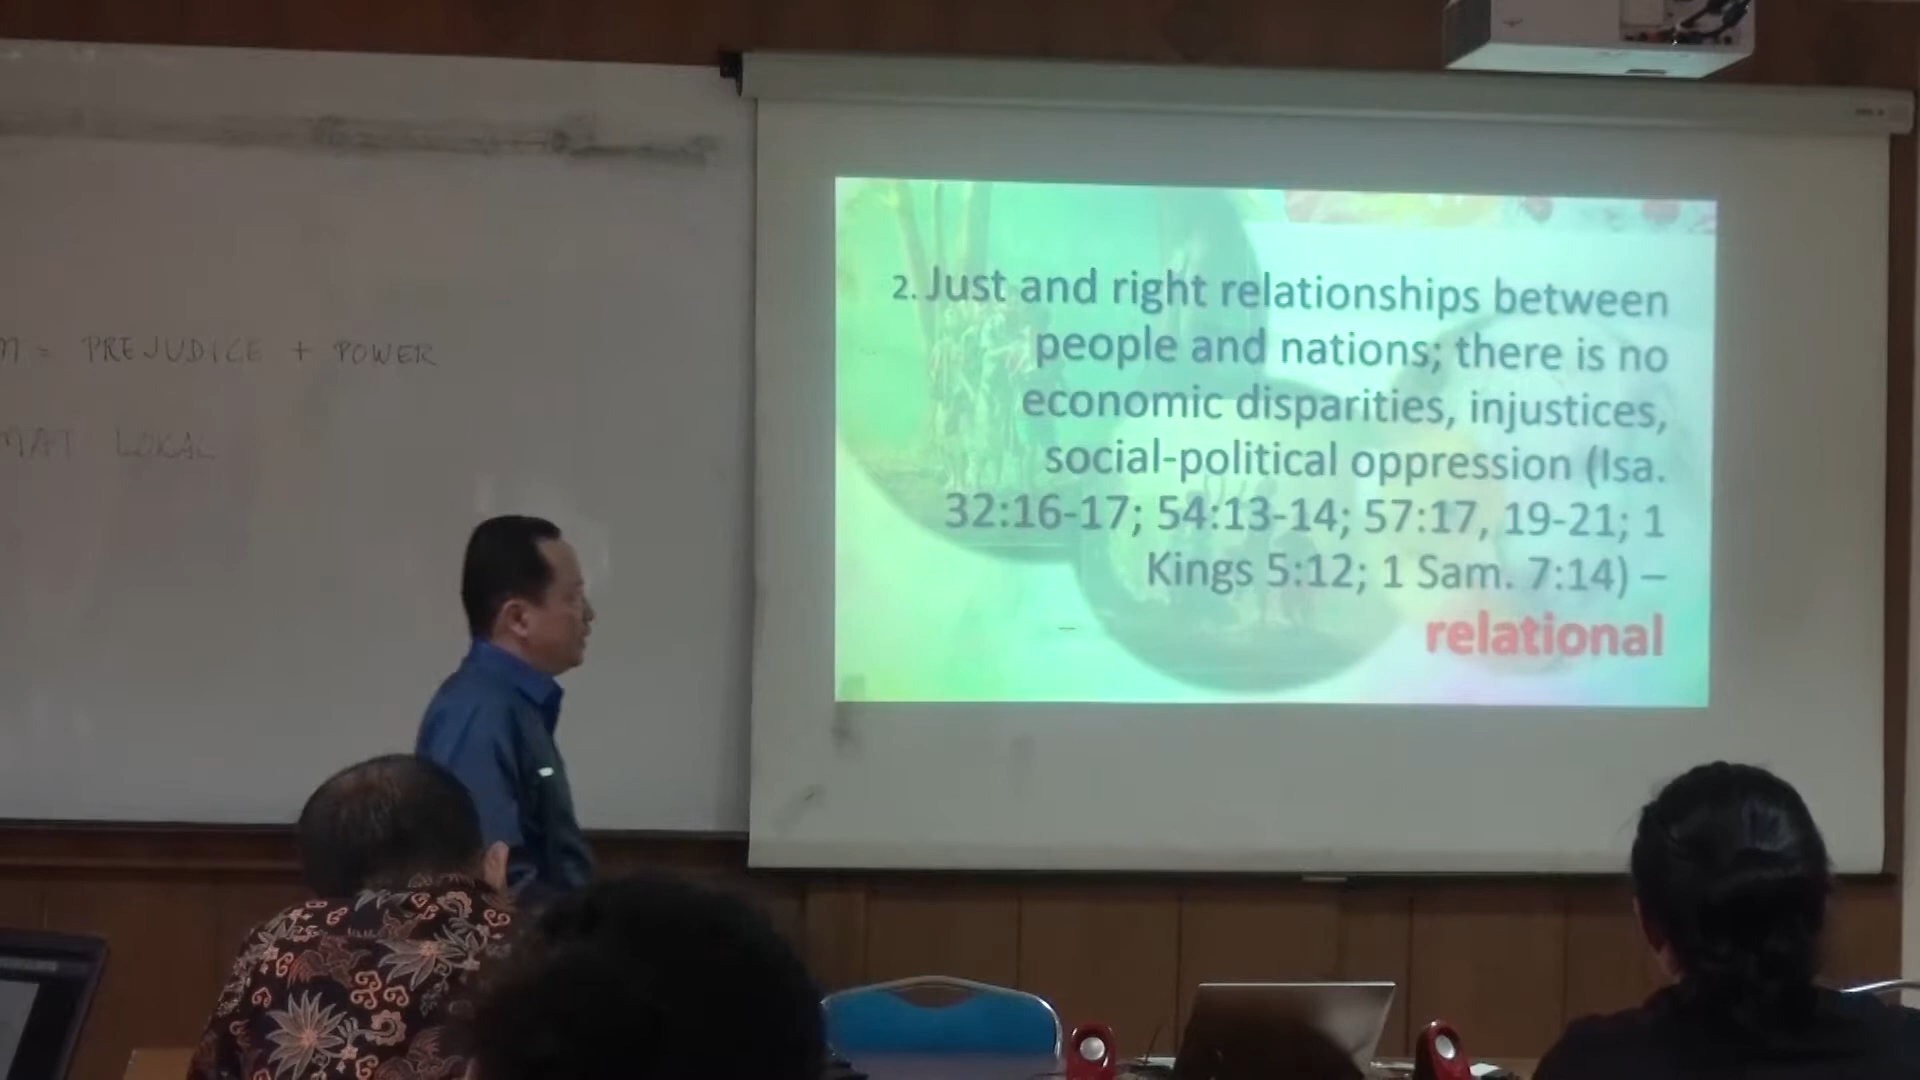 = PREJUDICE + POWER
LOKAL
2. Just and right relationships between
people and nations; there is no
economic disparities, injustices,
social-political oppression (Isa.
32:16-17; 54:13-14; 57:17, 19-21; 1
Kings 5:12; 1 Sam. 7:14) –
relational